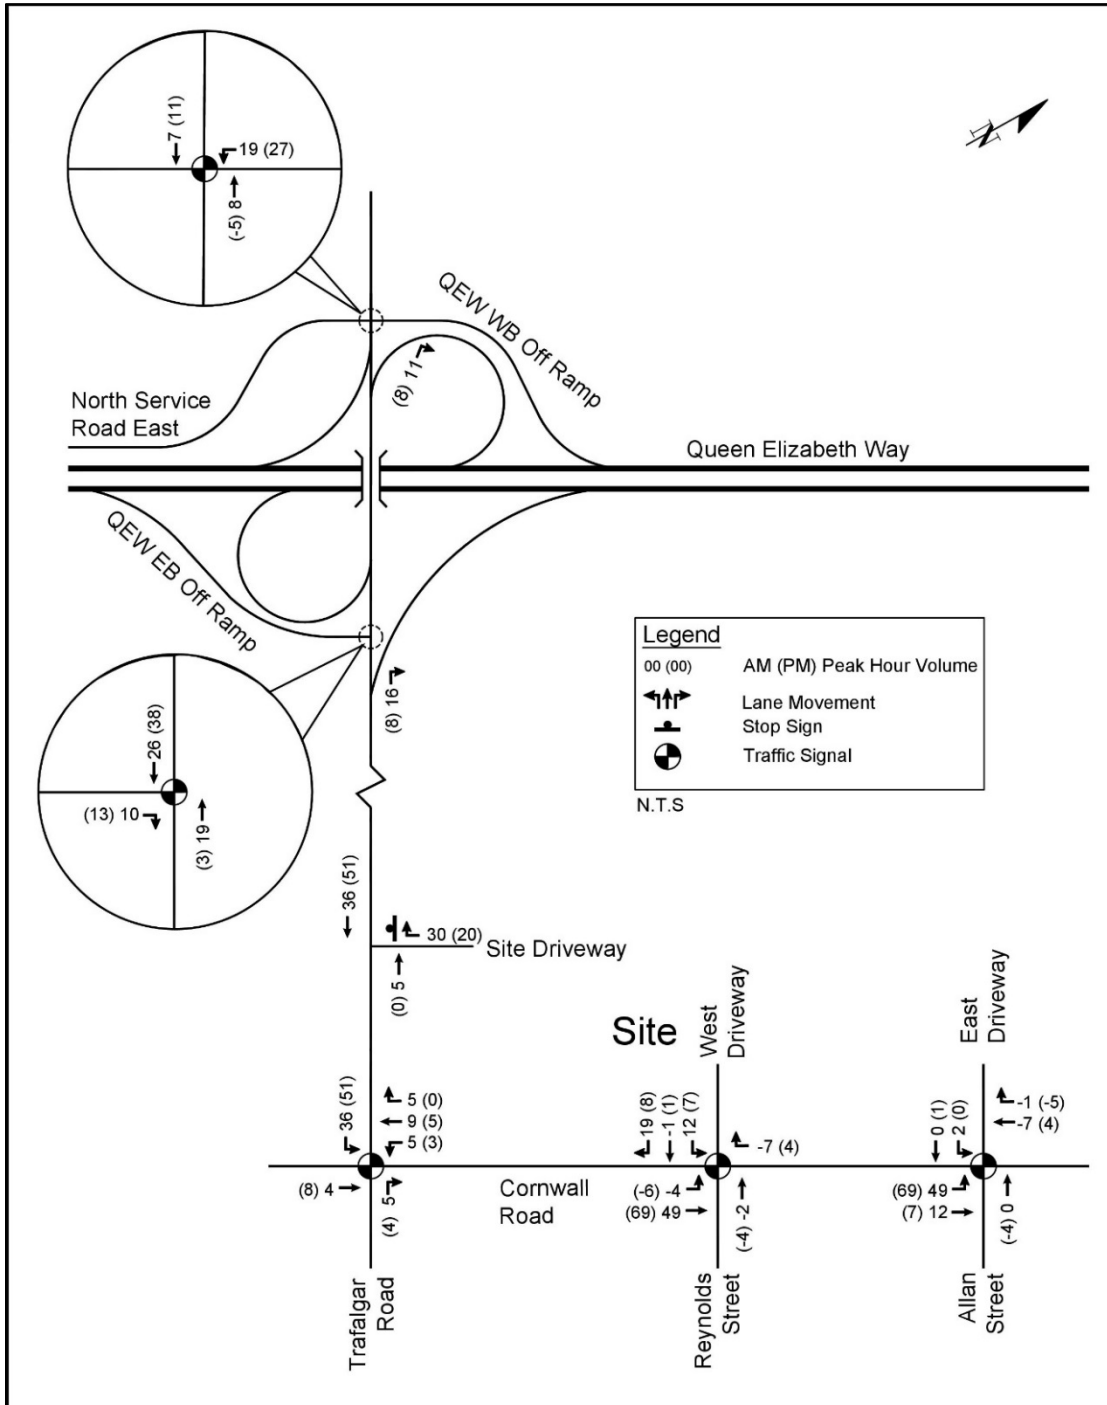 7 (11)
19 (27)
(-5) 8
N
QEW WB Off Ramp
(8) 11
North Service
Road East
Queen Elizabeth Way
QEW EB Off Ramp
(8) 16
Legend
00 (00) AM (PM) Peak Hour Volume
Lane Movement
Stop Sign
Traffic Signal
N.T.S
26 (38)
(13) 10
(3) 19
36 (51)
30 (20)
Site Driveway
(0) 5
Site
West
Driveway
East
Driveway
36 (51)
5 (0)
9 (5)
5 (3)
(8) 4
(4) 5
Cornwall
Road
19 (8)
-1 (1)
12 (7)
-7 (4)
(-6) -4
(69) 49
(-4) -2
0 (1)
2 (0)
-1 (-5)
-7 (4)
(69) 49
(7) 12
(-4) 0
Trafalgar
Road
Reynolds
Street
Allan
Street